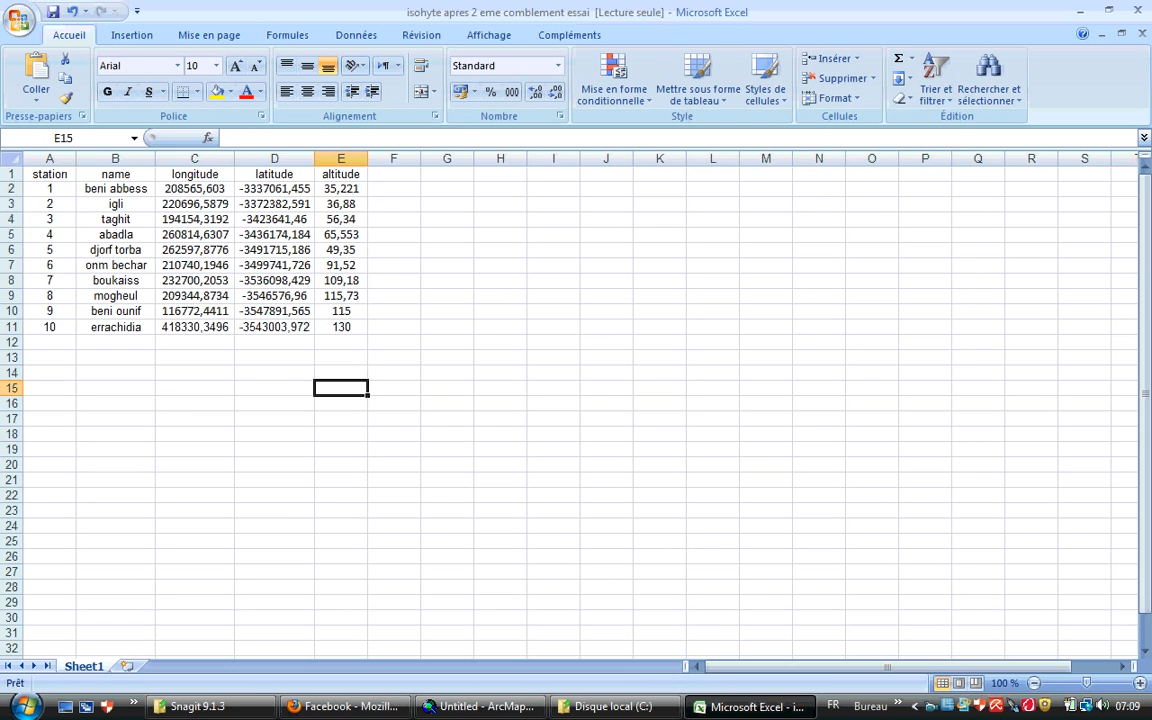 isohyte apres 2 eme comblement essai [Lecture seule] - Microsoft Excel
Accueil Insertion Mise en page Formules Données Révision Affichage Compléments
Coller
Presse-papiers
Arial 10
G I S
Police
Alignement
Standard
% 000
Nombre
Mise en forme conditionnelle
Mettre sous forme de tableau
Styles de cellules
Style
Insérer
Supprimer
Format
Cellules
Trier et filtrer
Rechercher et sélectionner
Édition
E15 fx
A B C D E F G H I J K L M N O P Q R S
1 station name longitude latitude altitude
2 1 beni abbess 208565,603 -3337061,455 35,221
3 2 igli 220696,5879 -3372382,591 36,88
4 3 taghit 194154,3192 -3423641,46 56,34
5 4 abadla 260814,6307 -3436174,184 65,553
6 5 djorf torba 262597,8776 -3491715,186 49,35
7 6 onm bechar 210740,1946 -3499741,726 91,52
8 7 boukaiss 232700,2053 -3536098,429 109,18
9 8 mogheul 209344,8734 -3546576,96 115,73
10 9 beni ounif 116772,4411 -3547891,565 115
11 10 errachidia 418330,3496 -3543003,972 130
12
13
14
15
16
17
18
19
20
21
22
23
24
25
26
27
28
29
30
31
32
Sheet1
Prêt 100 %
Snagit 9.1.3 Facebook - Mozill... Untitled - ArcMap... Disque local (C:) Microsoft Excel - i... FR Bureau 07:09